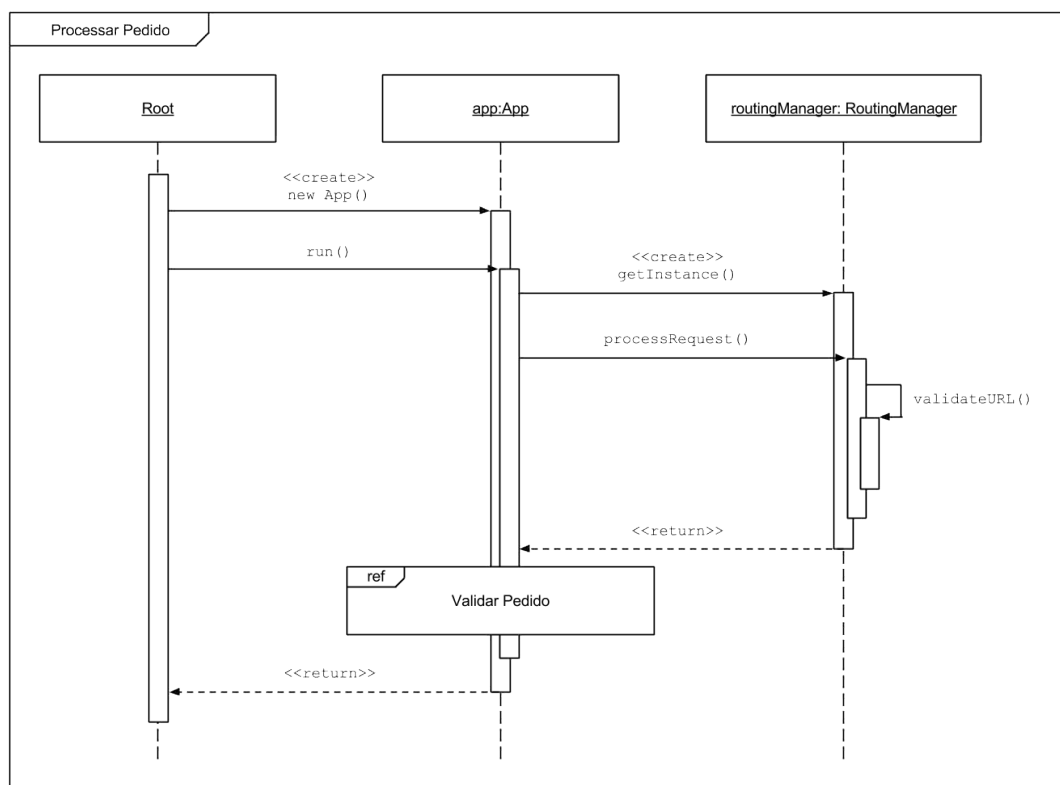 Processar Pedido
Root
app:App
routingManager: RoutingManager
<<create>>
new App()
run()
<<create>>
getInstance()
processRequest()
validateURL()
<<return>>
ref
Validar Pedido
<<return>>